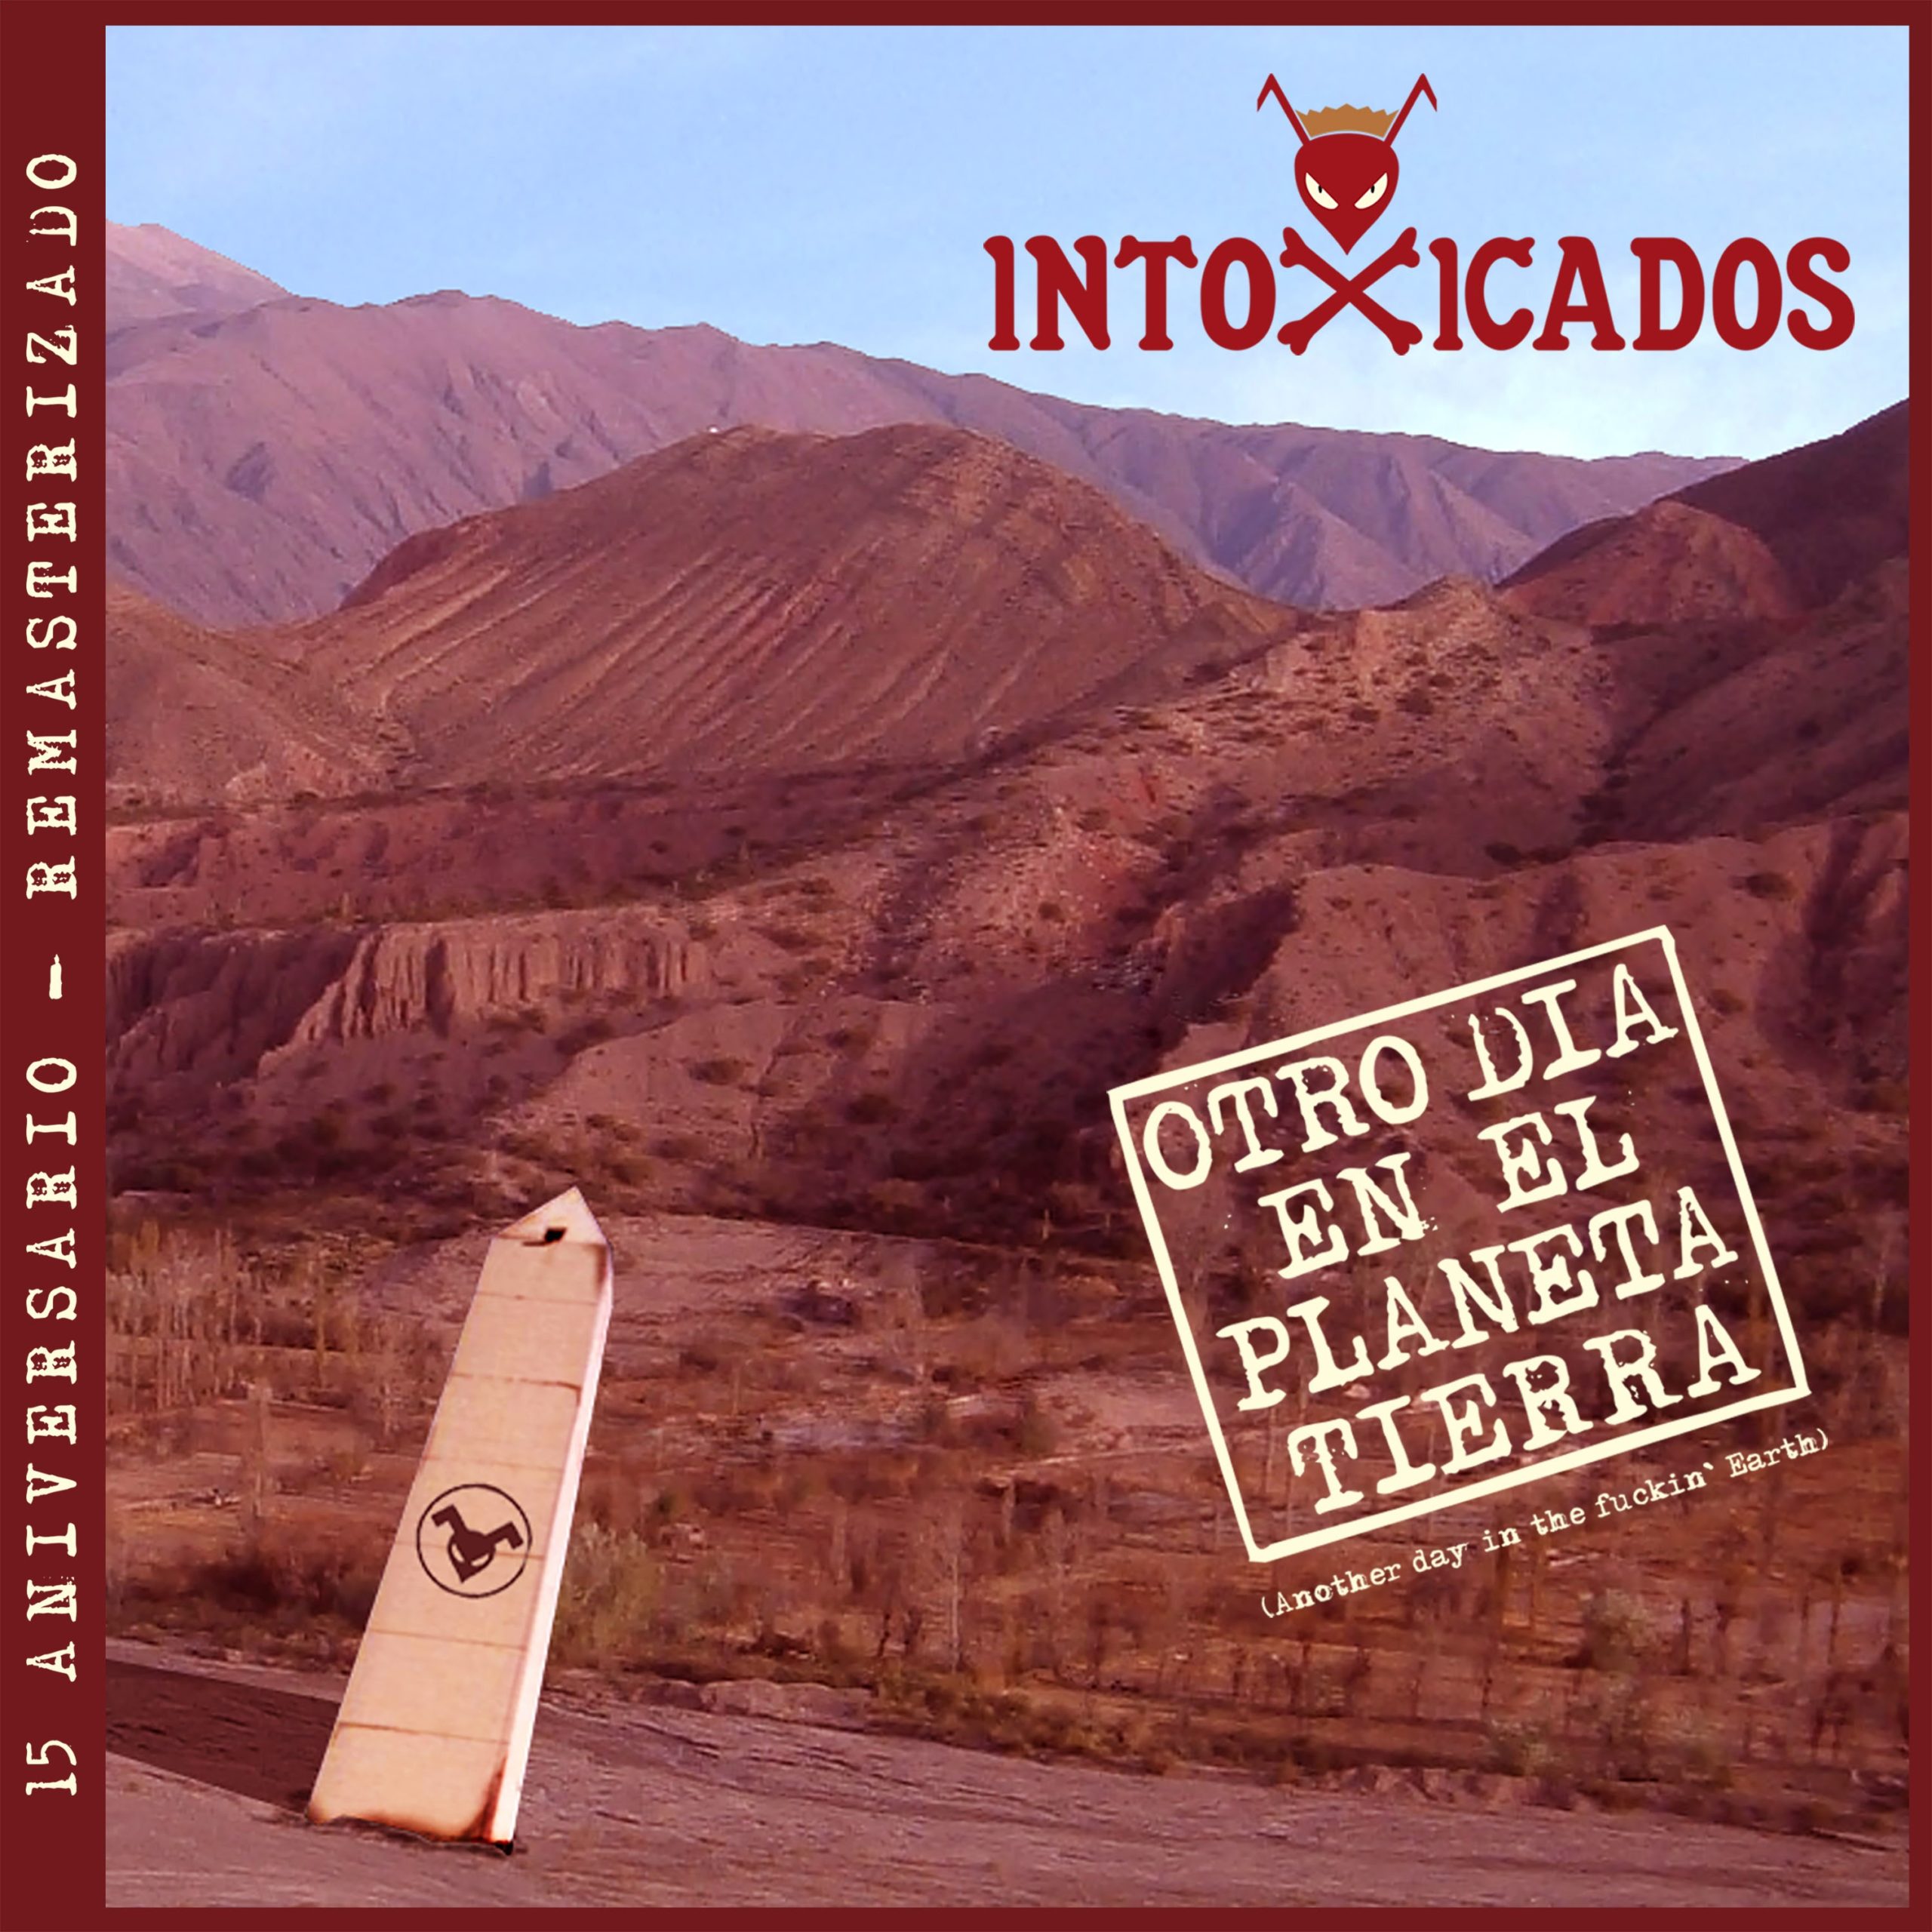 15 ANIVERSARIO - REMASTERIZADO
INTOXICADOS
OTRO DIA
EN EL
PLANETA
TIERRA
(Another day in the fuckin` Earth)